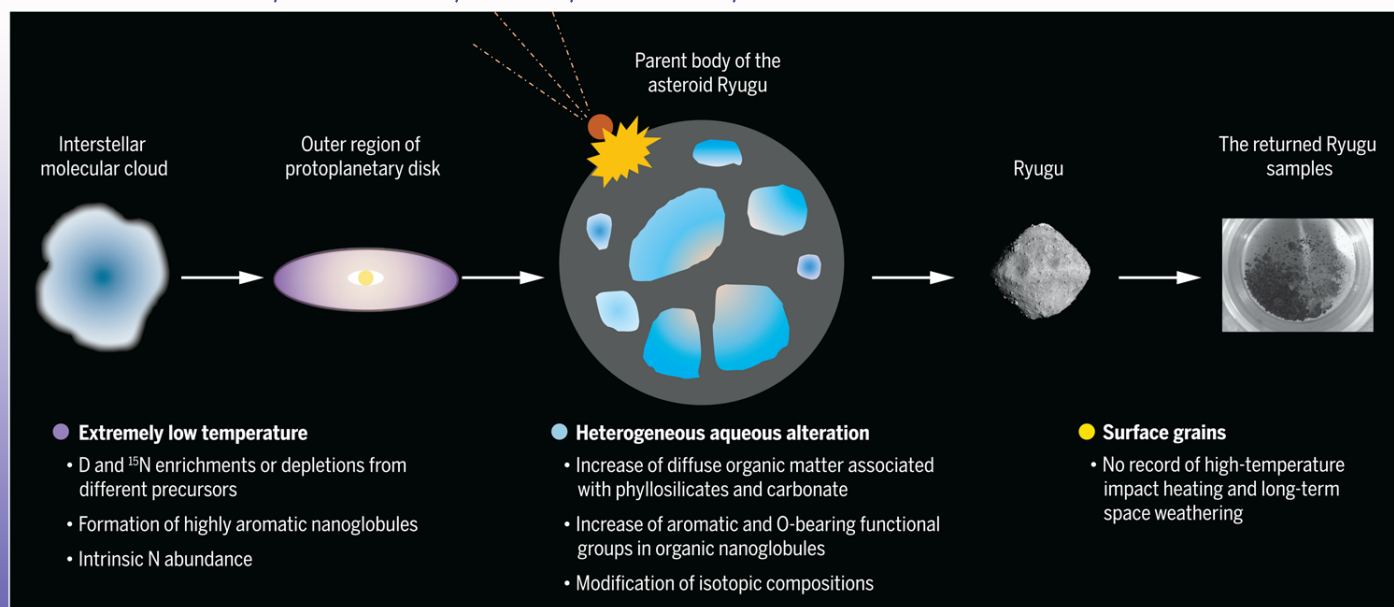 Interstellar
molecular cloud
Outer region of
protoplanetary disk
Parent body of the
asteroid Ryugu
Ryugu
The returned Ryugu
samples
Extremely low temperature
• D and ¹⁵N enrichments or depletions from
different precursors
• Formation of highly aromatic nanoglobules
• Intrinsic N abundance
Heterogeneous aqueous alteration
• Increase of diffuse organic matter associated
with phyllosilicates and carbonate
• Increase of aromatic and O-bearing functional
groups in organic nanoglobules
• Modification of isotopic compositions
Surface grains
• No record of high-temperature
impact heating and long-term
space weathering